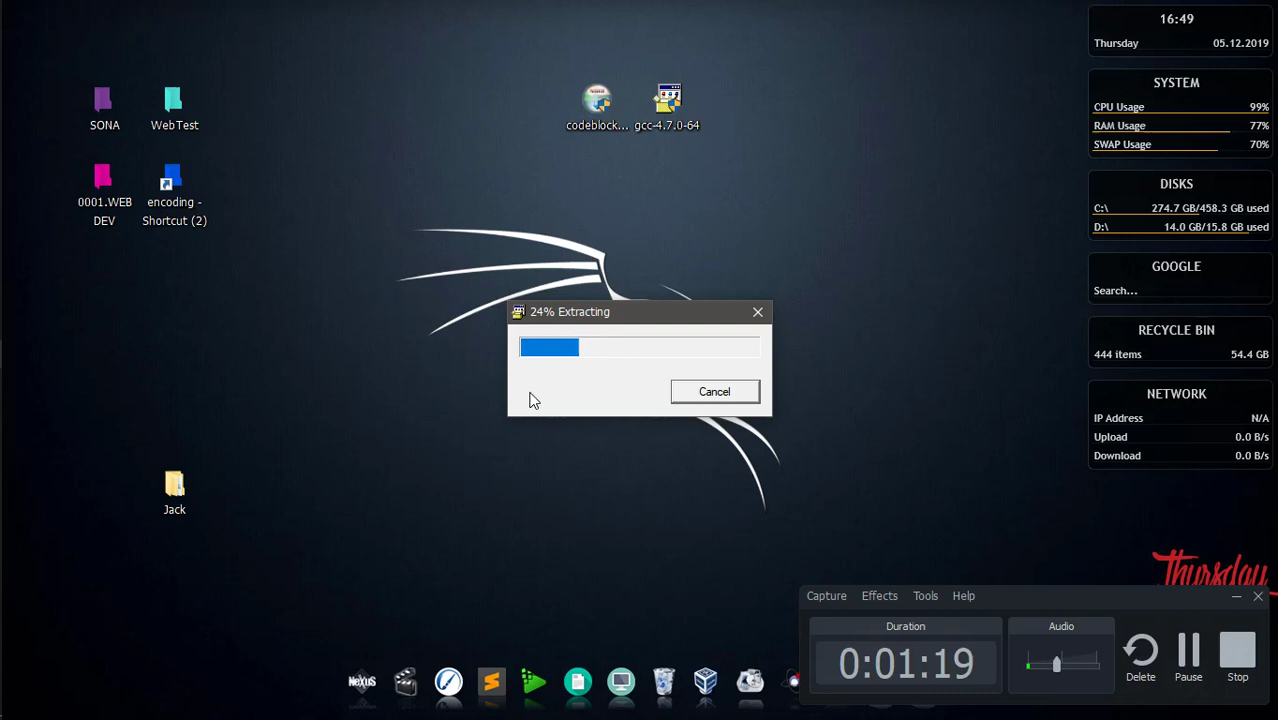 SONA
WebTest
0001.WEB
DEV
encoding -
Shortcut (2)
Jack
codeblock...
gcc-4.7.0-64
24% Extracting
Cancel
16:49
Thursday
05.12.2019
SYSTEM
CPU Usage
99%
RAM Usage
77%
SWAP Usage
70%
DISKS
C:\
274.7 GB/458.3 GB used
D:\
14.0 GB/15.8 GB used
GOOGLE
Search...
RECYCLE BIN
444 items
54.4 GB
NETWORK
IP Address
N/A
Upload
0.0 B/s
Download
0.0 B/s
Thursday
Capture
Effects
Tools
Help
Duration
0:01:19
Audio
Delete
Pause
Stop
NEXUS